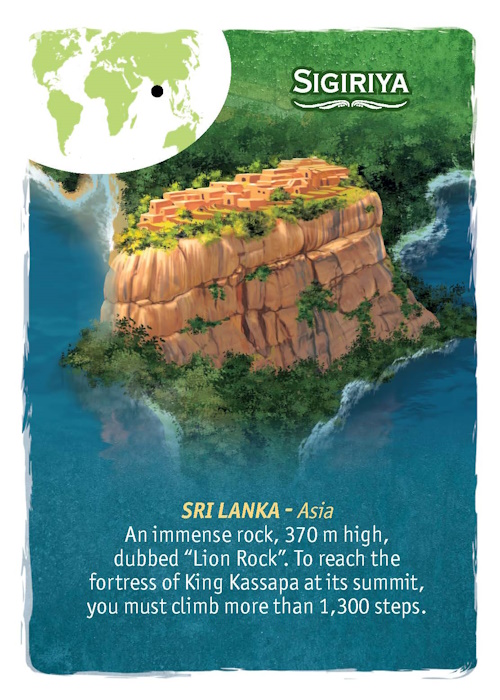 SIGIRIYA
SRI LANKA - Asia
An immense rock, 370 m high,
dubbed “Lion Rock”. To reach the
fortress of King Kassapa at its summit,
you must climb more than 1,300 steps.